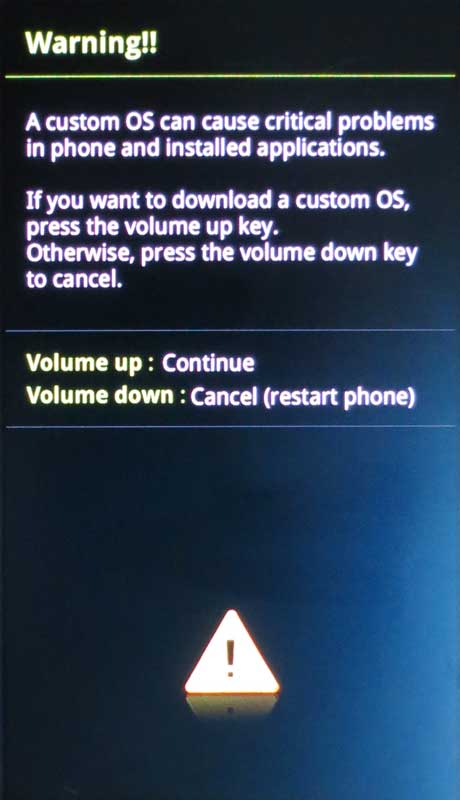 Warning!!
A custom OS can cause critical problems
in phone and installed applications.
If you want to download a custom OS,
press the volume up key.
Otherwise, press the volume down key
to cancel.
Volume up : Continue
Volume down : Cancel (restart phone)
!